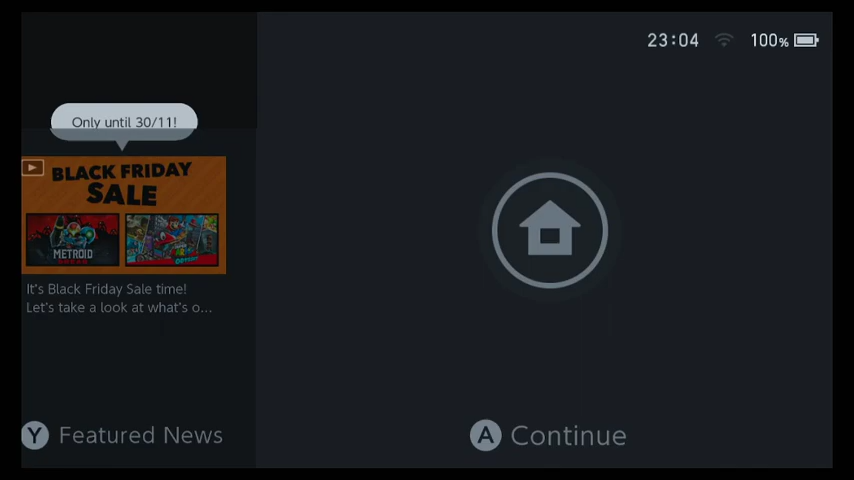 23:04
100%
Only until 30/11!
BLACK FRIDAY
SALE
METROID
It's Black Friday Sale time!
Let's take a look at what's o...
Y Featured News
A Continue